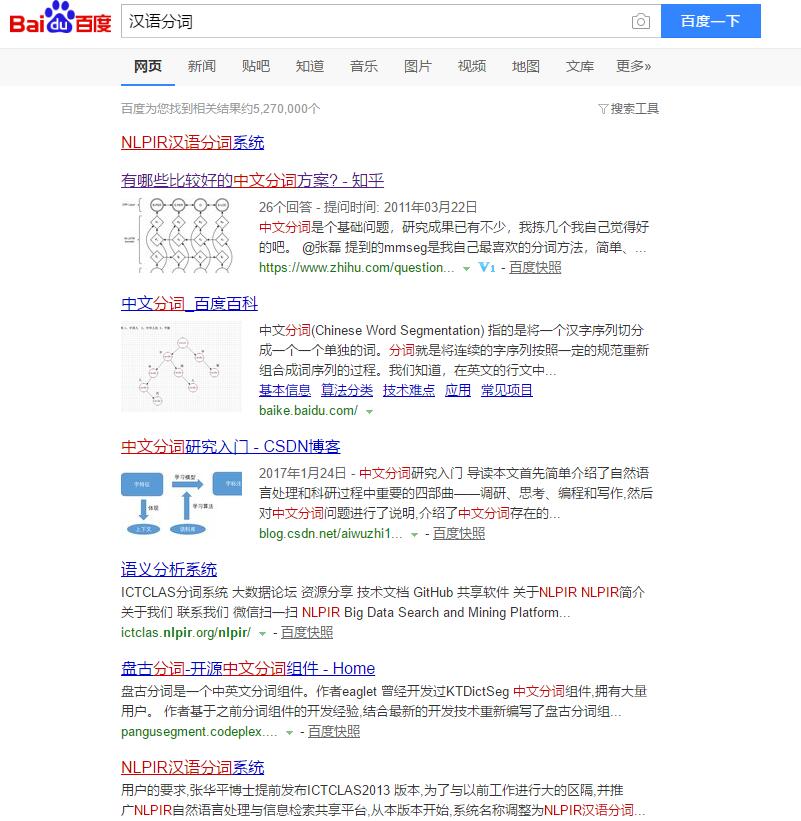 Bai du 百度
汉语分词
百度一下
网页 新闻 贴吧 知道 音乐 图片 视频 地图 文库 更多»
百度为您找到相关结果约5,270,000个
搜索工具
NLPIR汉语分词系统
有哪些比较好的中文分词方案? - 知乎
26个回答 - 提问时间: 2011年03月22日
中文分词是个基础问题，研究成果已有不少，我拣几个我自己觉得好
的吧。 @张磊 提到的mmseg是我自己最喜欢的分词方法，简单、...
https://www.zhihu.com/question... V1 - 百度快照
中文分词_百度百科
中文分词(Chinese Word Segmentation) 指的是将一个汉字序列切分
成一个一个单独的词。分词就是将连续的字序列按照一定的规范重新
组合成词序列的过程。我们知道，在英文的行文中...
基本信息 算法分类 技术难点 应用 常见项目
baike.baidu.com/
中文分词研究入门 - CSDN博客
字特征
学习模型
字标注
体现
学习算法
上下文
语料库
2017年1月24日 - 中文分词研究入门 导读本文首先简单介绍了自然语
言处理和科研过程中重要的四部曲——调研、思考、编程和写作,然后
对中文分词问题进行了说明,介绍了中文分词存在的...
blog.csdn.net/aiwuzhi1... - 百度快照
语义分析系统
ICTCLAS分词系统 大数据论坛 资源分享 技术文档 GitHub 共享软件 关于NLPIR NLPIR简介
关于我们 联系我们 微信扫一扫 NLPIR Big Data Search and Mining Platform...
ictclas.nlpir.org/nlpir/ - 百度快照
盘古分词-开源中文分词组件 - Home
盘古分词是一个中英文分词组件。作者eaglet 曾经开发过KTDictSeg 中文分词组件,拥有大量
用户。 作者基于之前分词组件的开发经验,结合最新的开发技术重新编写了盘古分词组...
pangusegment.codeplex.... - 百度快照
NLPIR汉语分词系统
用户的要求,张华平博士提前发布ICTCLAS2013 版本,为了与以前工作进行大的区隔,并推
广NLPIR自然语言处理与信息检索共享平台,从本版本开始,系统名称调整为NLPIR汉语分词...